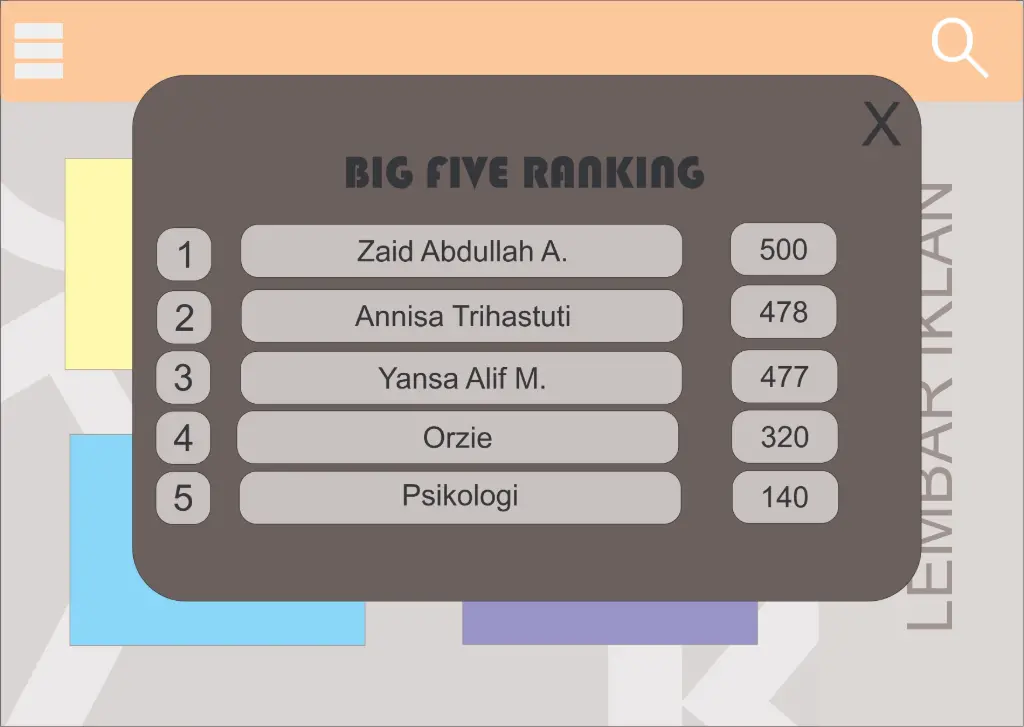 X
BIG FIVE RANKING
1 Zaid Abdullah A. 500
2 Annisa Trihastuti 478
3 Yansa Alif M. 477
4 Orzie 320
5 Psikologi 140
LEMBAR IKLAN